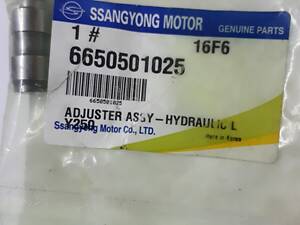 SSANGYONG MOTOR
GENUINE PARTS
1 #
16F6
6650501025
6650501025
ADJUSTER ASSY-HYDRAULIC L
Y250
Ssangyong Motor Co., LTD.
Made in Korea